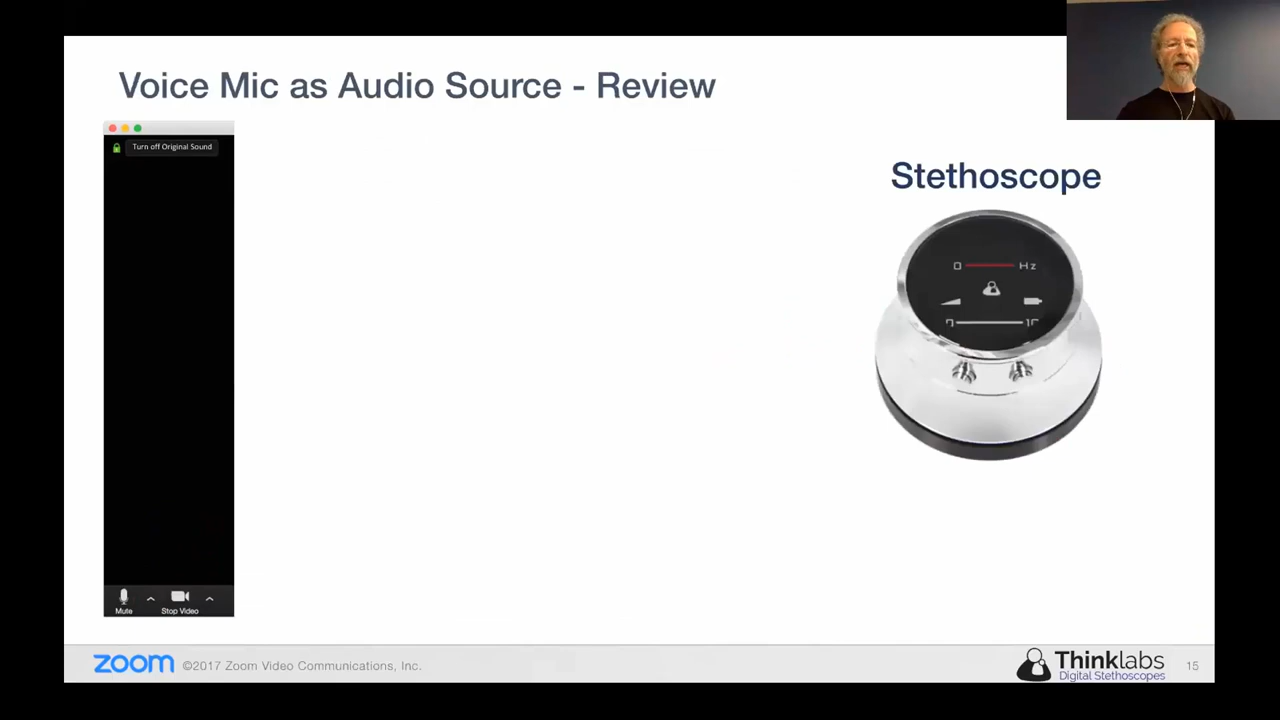 Voice Mic as Audio Source - Review
Turn off Original Sound
Stethoscope
Hz
Mute
Stop Video
zoom ©2017 Zoom Video Communications, Inc.
Thinklabs
Digital Stethoscopes
15